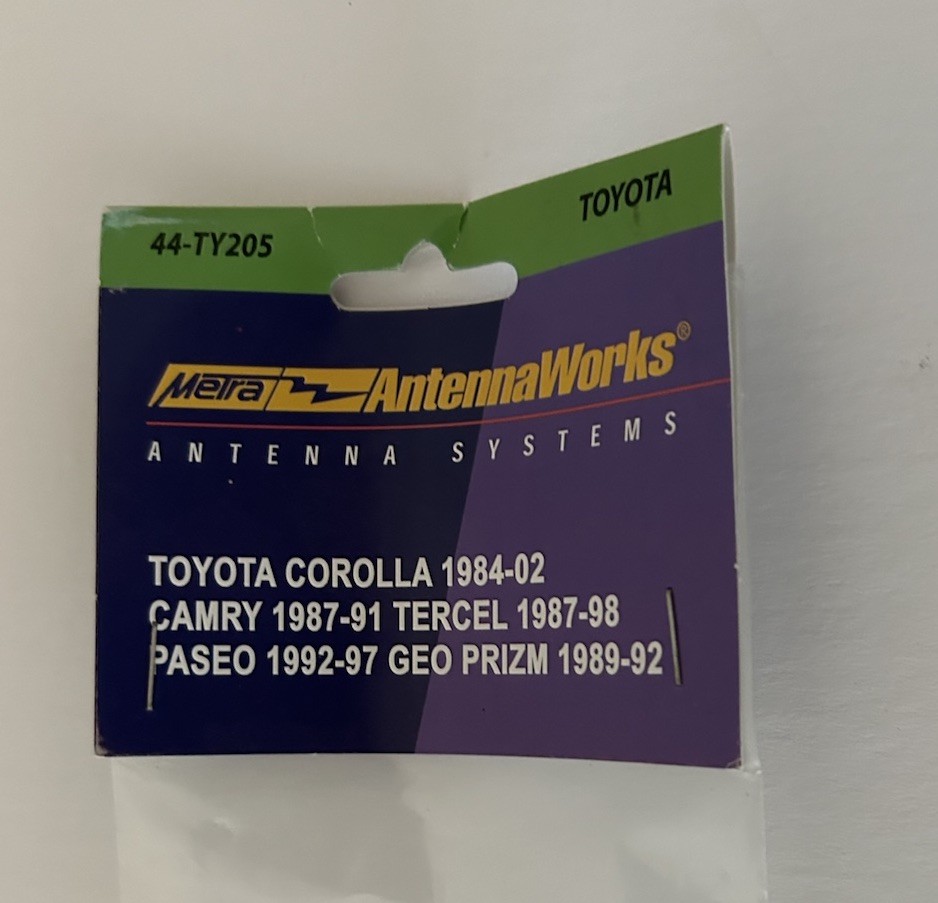 44-TY205 TOYOTA
Metra AntennaWorks®
ANTENNA SYSTEMS
TOYOTA COROLLA 1984-02
CAMRY 1987-91 TERCEL 1987-98
PASEO 1992-97 GEO PRIZM 1989-92